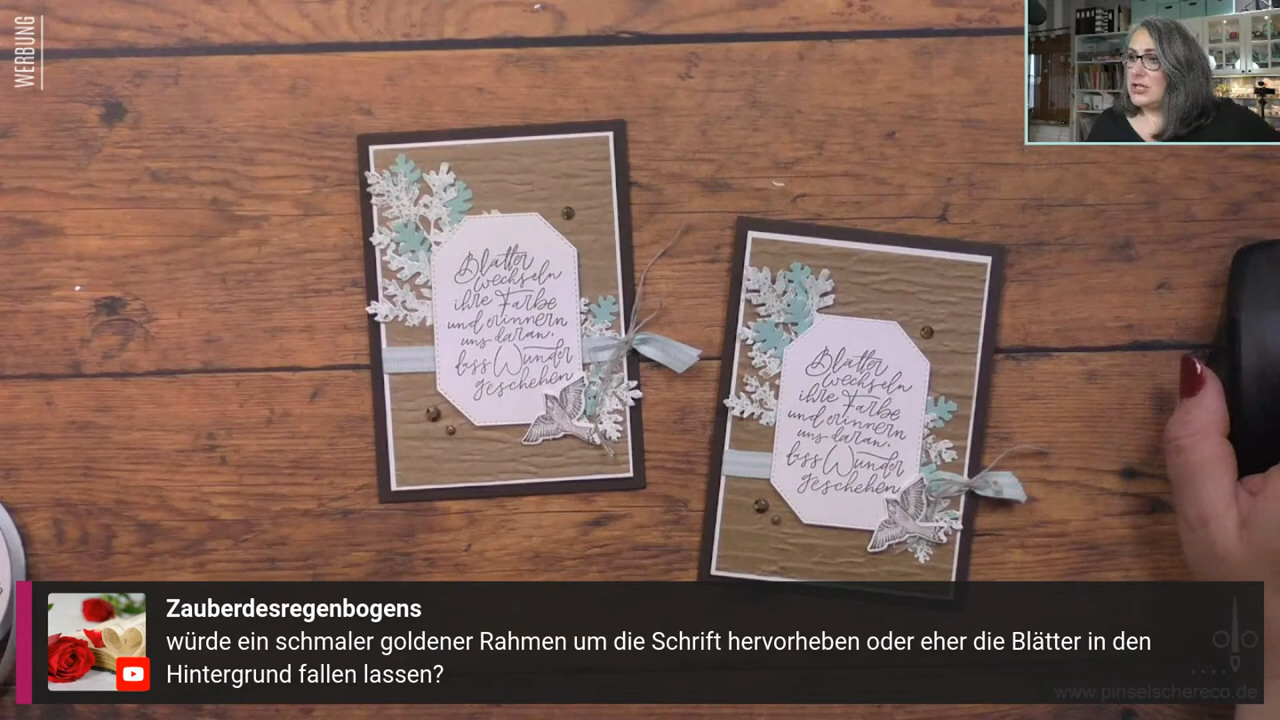 WERBUNG
Blätter
wechseln
ihre Farbe
und erinnern
uns daran,
dass Wunder
geschehen
Blätter
wechseln
ihre Farbe
und erinnern
uns daran,
dass Wunder
geschehen
Zauberdesregenbogens
würde ein schmaler goldener Rahmen um die Schrift hervorheben oder eher die Blätter in den
Hintergrund fallen lassen?
www.pinselschereco.de